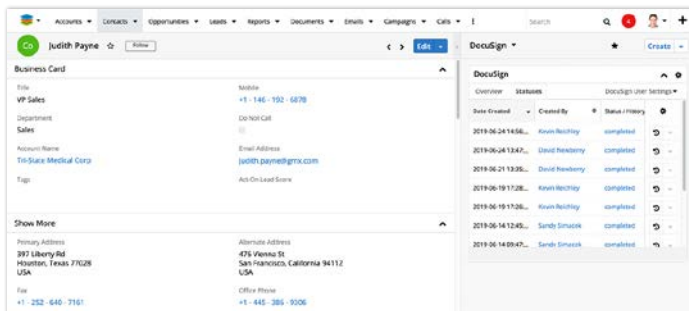 Accounts Contacts Opportunities Leads Reports Documents Emails Campaigns Calls Search 4
Co Judith Payne Follow Edit
DocuSign Create
Business Card
Title Mobile
VP Sales +1 - 146 - 192 - 6878
Department Do Not Call
Sales
Account Name Email Address
Tri-State Medical Corp
Tags Act-On Lead Score
Show More
Primary Address Alternate Address
397 Liberty Rd 476 Vienna St
Houston, Texas 77028 San Francisco, California 94112
USA USA
Fax Office Phone
+1 - 252 - 640 - 7161 +1 - 445 - 386 - 9306
DocuSign
Overview Statuses DocuSign User Settings
Date Created Created By Status / History
2019-06-24 14:56... Kevin Reichley completed
2019-06-24 13:47... David Newberry completed
2019-06-21 13:35... David Newberry completed
2019-06-19 17:28... Kevin Reichley completed
2019-06-19 17:26... Kevin Reichley completed
2019-06-14 12:45... Sandy Simacek completed
2019-06-14 09:47... Sandy Simacek completed